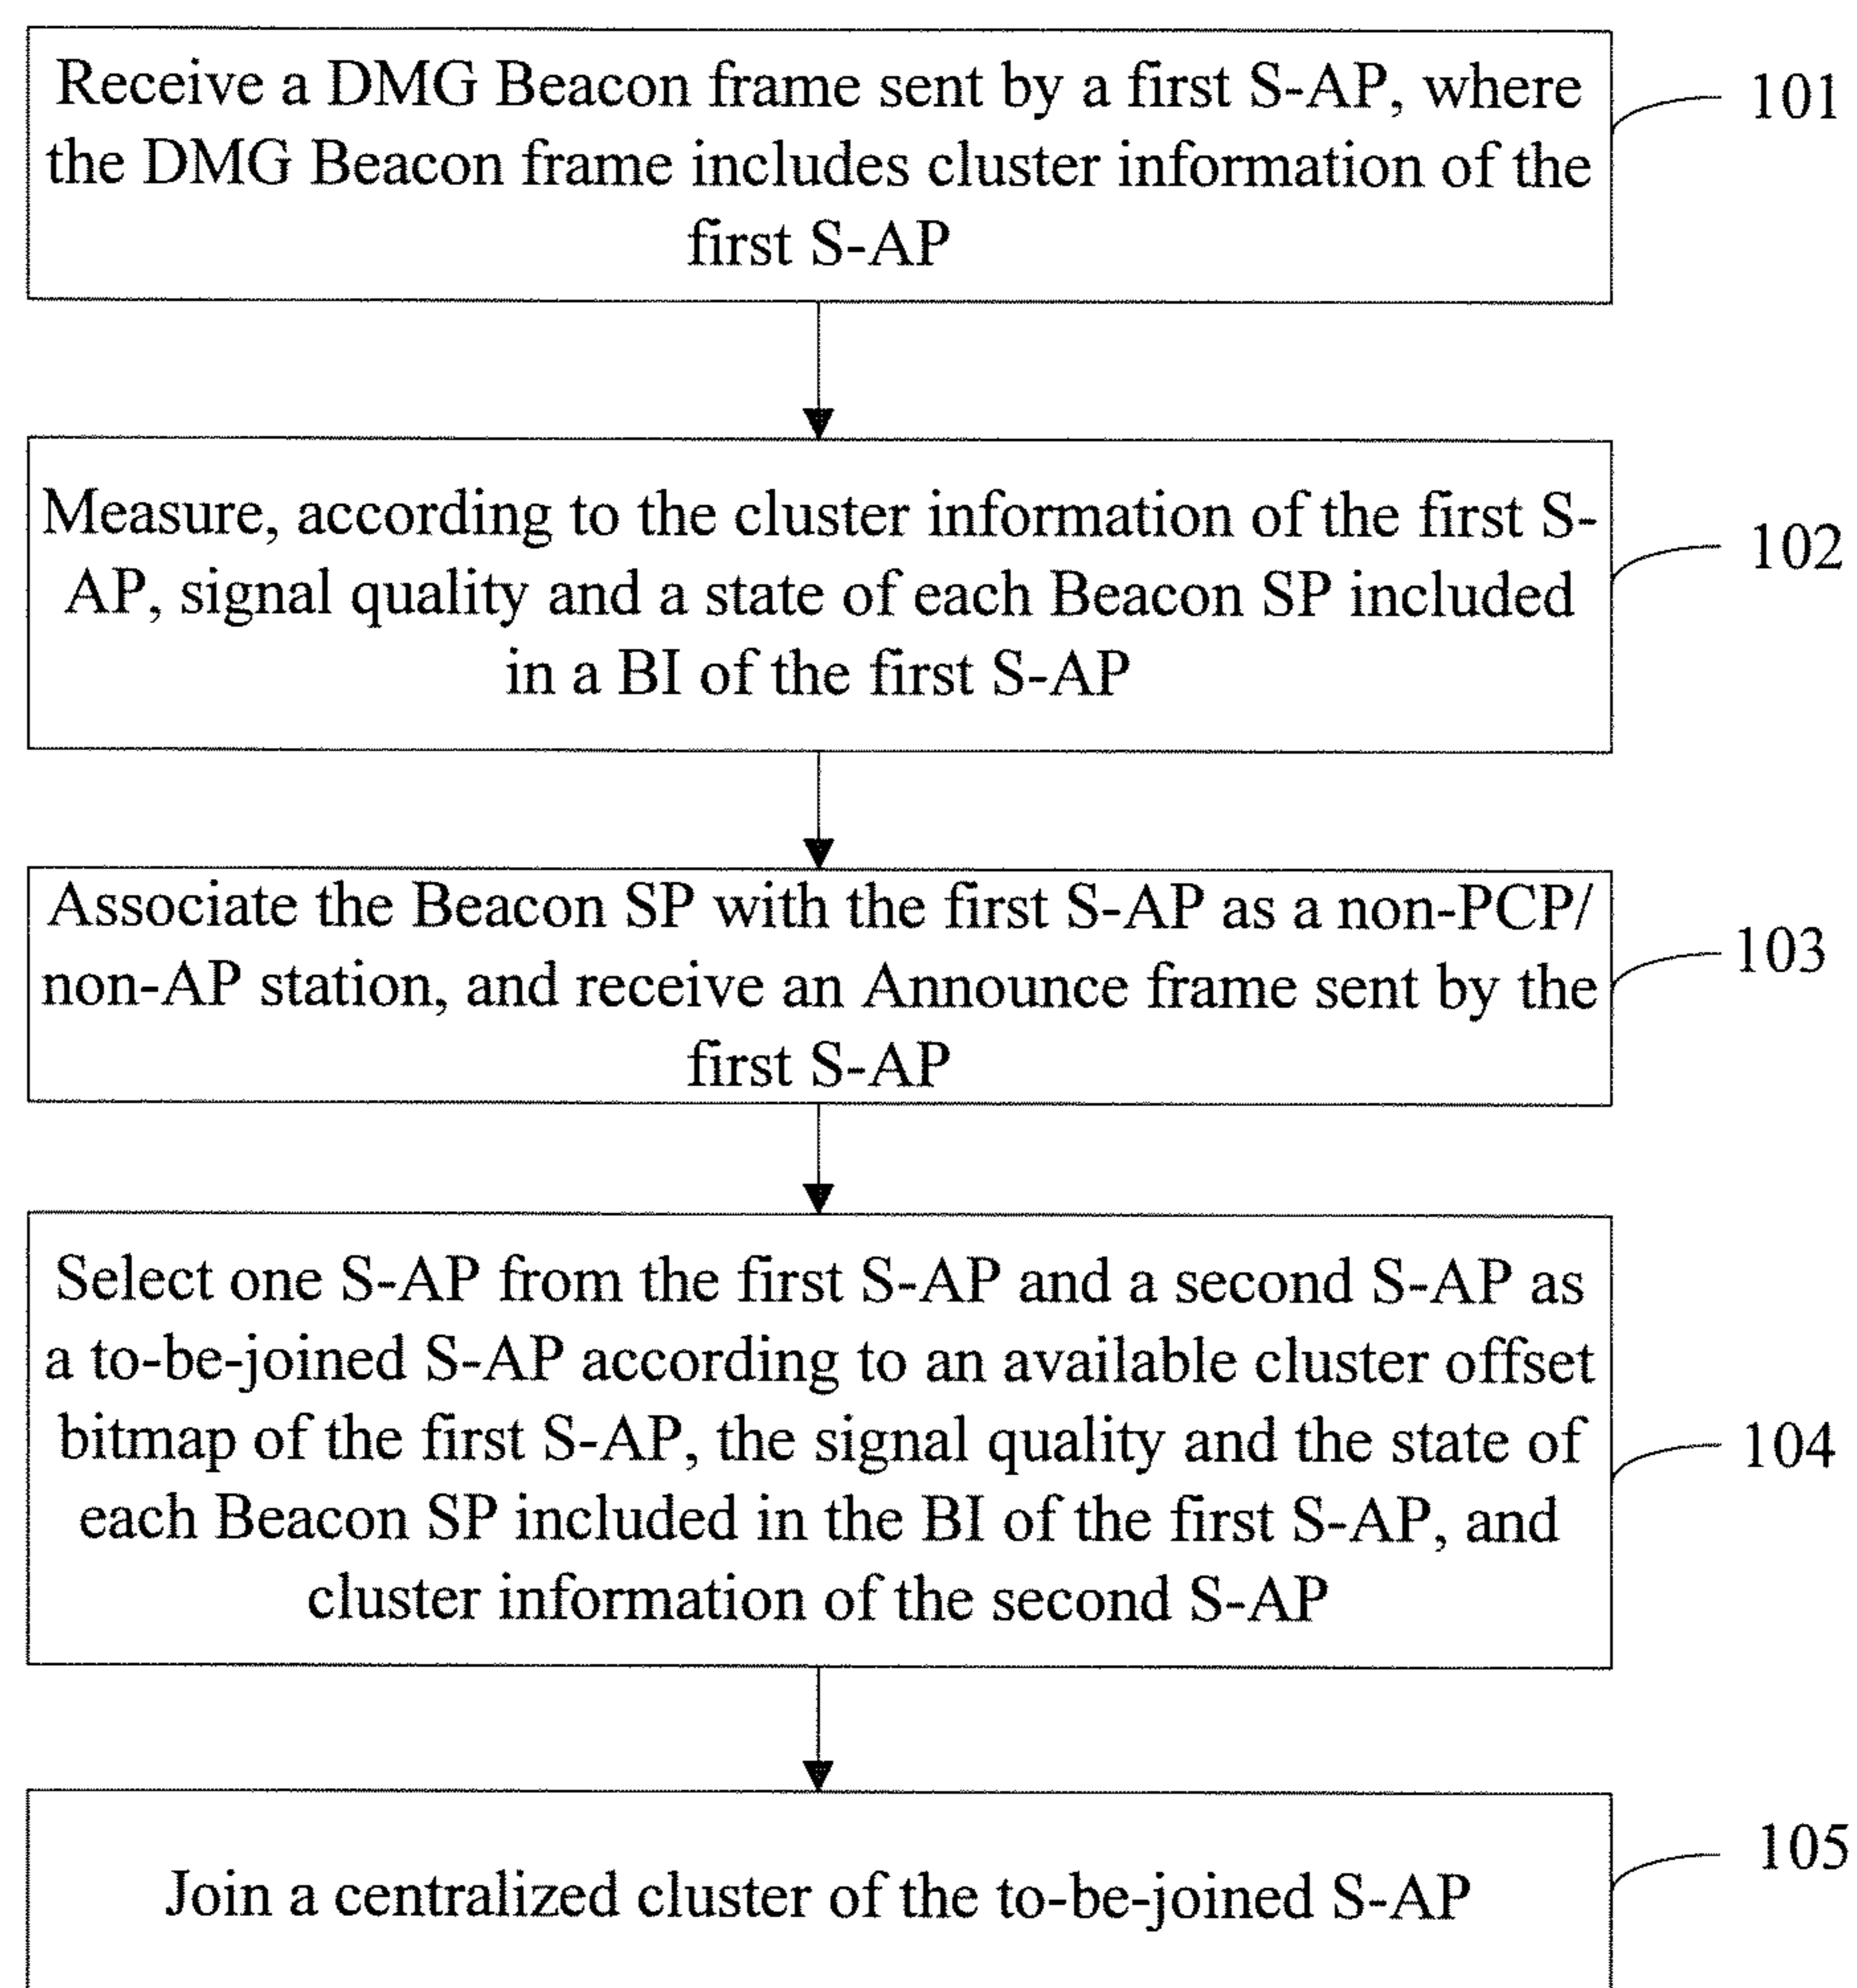 Receive a DMG Beacon frame sent by a first S-AP, where
the DMG Beacon frame includes cluster information of the
first S-AP
101
Measure, according to the cluster information of the first S-
AP, signal quality and a state of each Beacon SP included
in a BI of the first S-AP
102
Associate the Beacon SP with the first S-AP as a non-PCP/
non-AP station, and receive an Announce frame sent by the
first S-AP
103
Select one S-AP from the first S-AP and a second S-AP as
a to-be-joined S-AP according to an available cluster offset
bitmap of the first S-AP, the signal quality and the state of
each Beacon SP included in the BI of the first S-AP, and
cluster information of the second S-AP
104
Join a centralized cluster of the to-be-joined S-AP
105